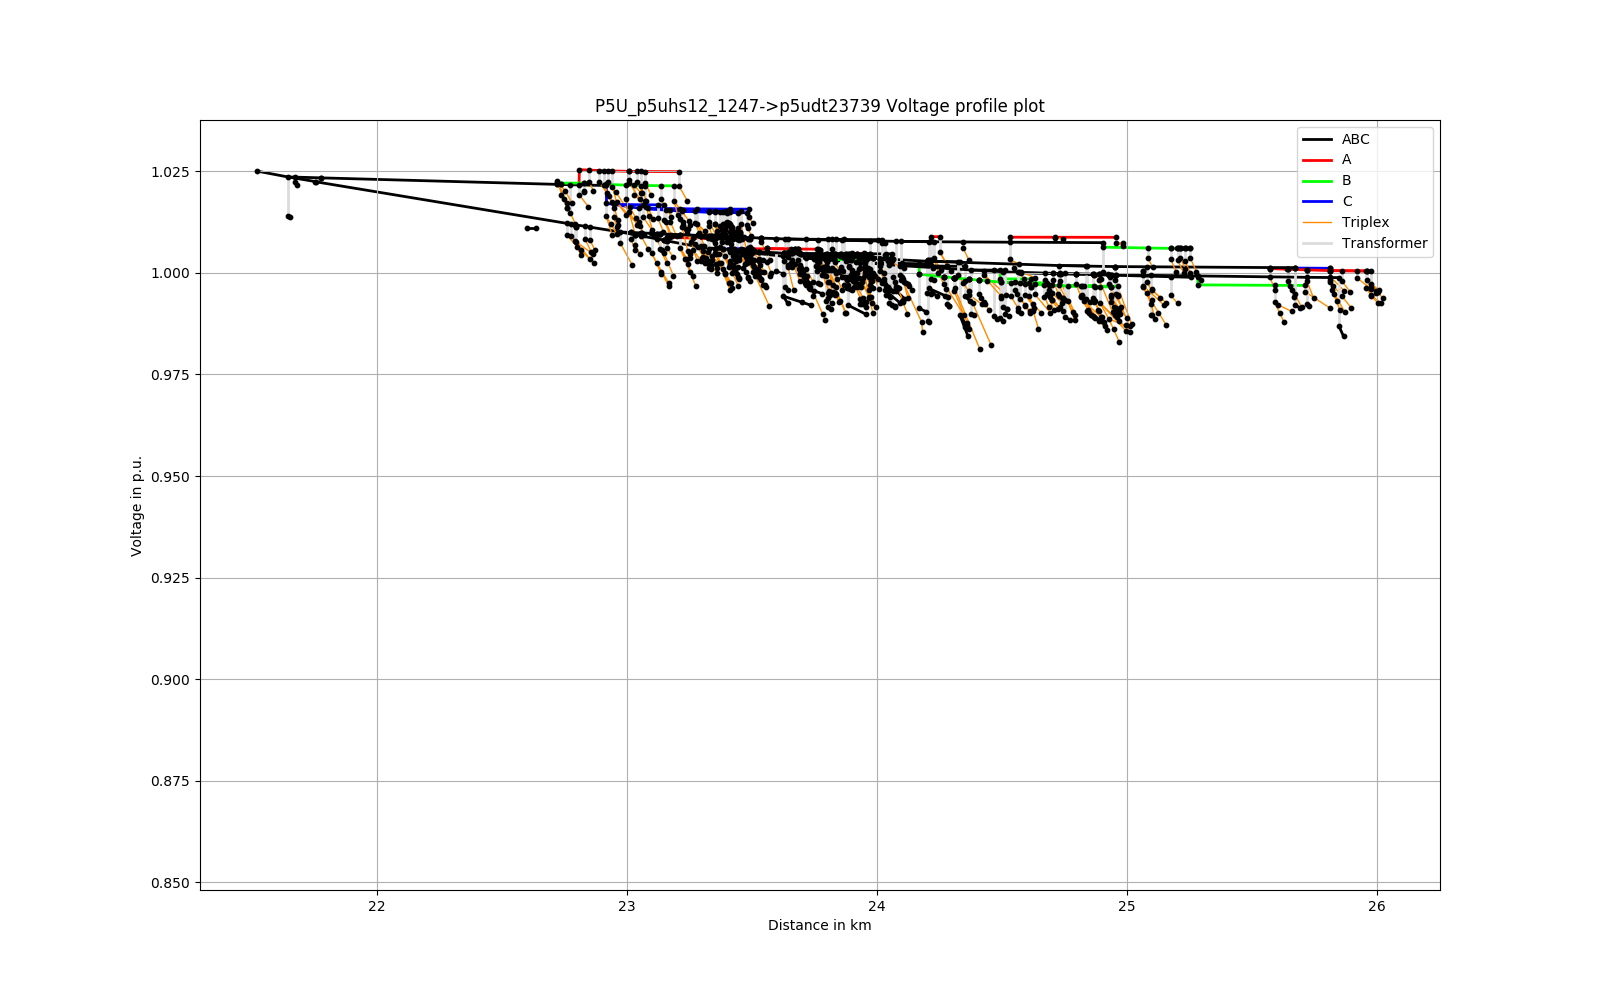 P5U_p5uhs12_1247->p5udt23739 Voltage profile plot
ABC
A
B
C
Triplex
Transformer
1.025
1.000
0.975
0.950
0.925
0.900
0.875
0.850
Voltage in p.u.
22
23
24
25
26
Distance in km